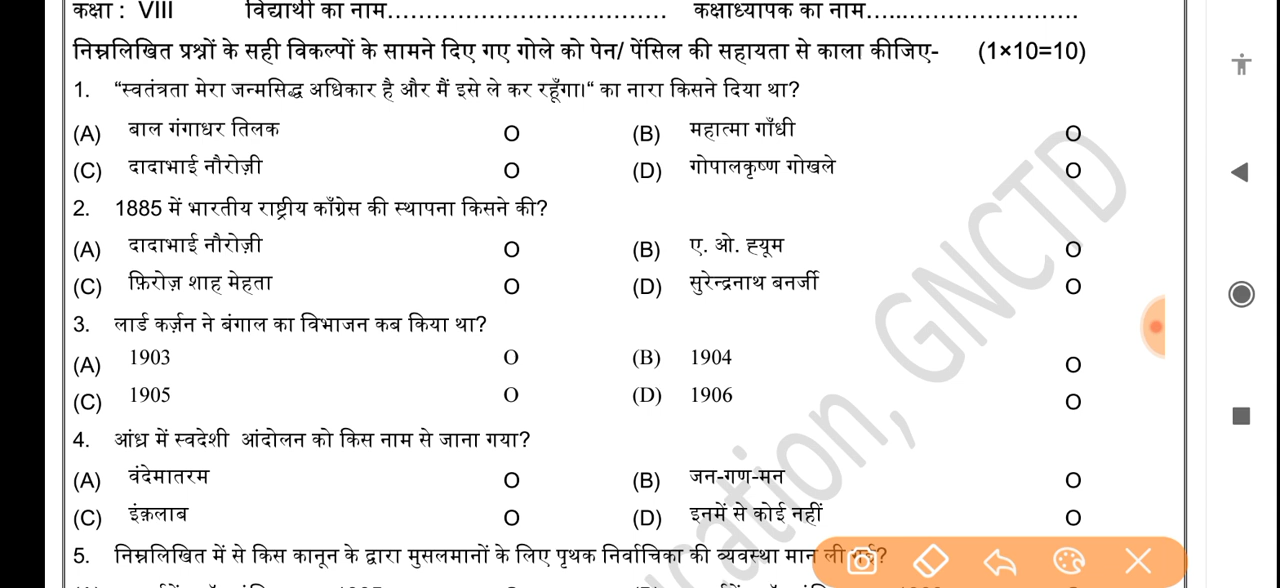 कक्षा : VIII विद्यार्थी का नाम....................................... कक्षाध्यापक का नाम.............................
निम्नलिखित प्रश्नों के सही विकल्पों के सामने दिए गए गोले को पेन/ पेंसिल की सहायता से काला कीजिए- (1×10=10)
1. “स्वतंत्रता मेरा जन्मसिद्ध अधिकार है और मैं इसे ले कर रहूँगा।“ का नारा किसने दिया था?
(A) बाल गंगाधर तिलक O (B) महात्मा गाँधी O
(C) दादाभाई नौरोज़ी O (D) गोपालकृष्ण गोखले O
2. 1885 में भारतीय राष्ट्रीय काँग्रेस की स्थापना किसने की?
(A) दादाभाई नौरोज़ी O (B) ए. ओ. ह्यूम O
(C) फ़िरोज़ शाह मेहता O (D) सुरेन्द्रनाथ बनर्जी O
3. लार्ड कर्ज़न ने बंगाल का विभाजन कब किया था?
(A) 1903 O (B) 1904 O
(C) 1905 O (D) 1906 O
4. आंध्र में स्वदेशी आंदोलन को किस नाम से जाना गया?
(A) वंदेमातरम O (B) जन-गण-मन O
(C) इंक़लाब O (D) इनमें से कोई नहीं O
5. निम्नलिखित में से किस कानून के द्वारा मुसलमानों के लिए पृथक निर्वाचिका की व्यवस्था मान ली गई?
ation, GNCTD